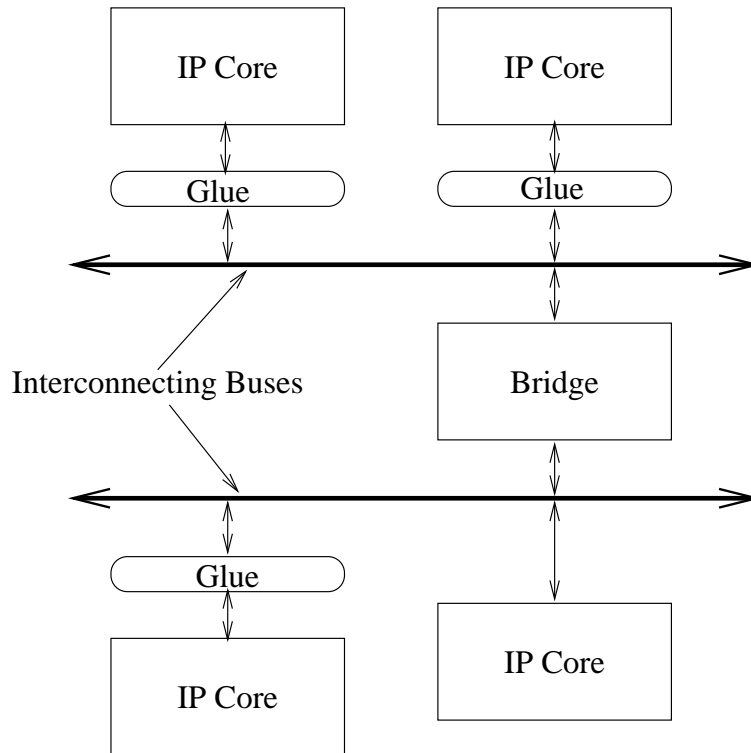 IP Core
IP Core
Glue
Glue
Interconnecting Buses
Bridge
Glue
IP Core
IP Core